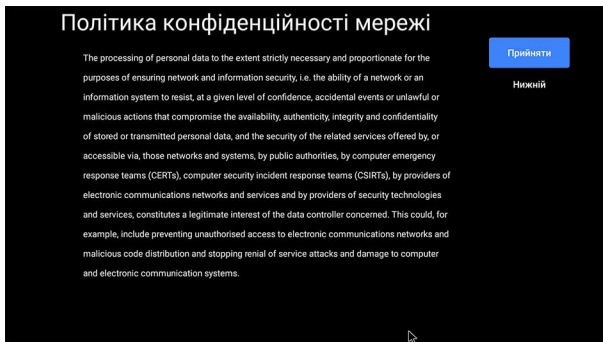 Політика конфіденційності мережі
The processing of personal data to the extent strictly necessary and proportionate for the
purposes of ensuring network and information security, i.e. the ability of a network or an
information system to resist, at a given level of confidence, accidental events or unlawful or
malicious actions that compromise the availability, authenticity, integrity and confidentiality
of stored or transmitted personal data, and the security of the related services offered by, or
accessible via, those networks and systems, by public authorities, by computer emergency
response teams (CERTs), computer security incident response teams (CSIRTs), by providers of
electronic communications networks and services and by providers of security technologies
and services, constitutes a legitimate interest of the data controller concerned. This could, for
example, include preventing unauthorised access to electronic communications networks and
malicious code distribution and stopping renial of service attacks and damage to computer
and electronic communication systems.
Прийняти
Нижній